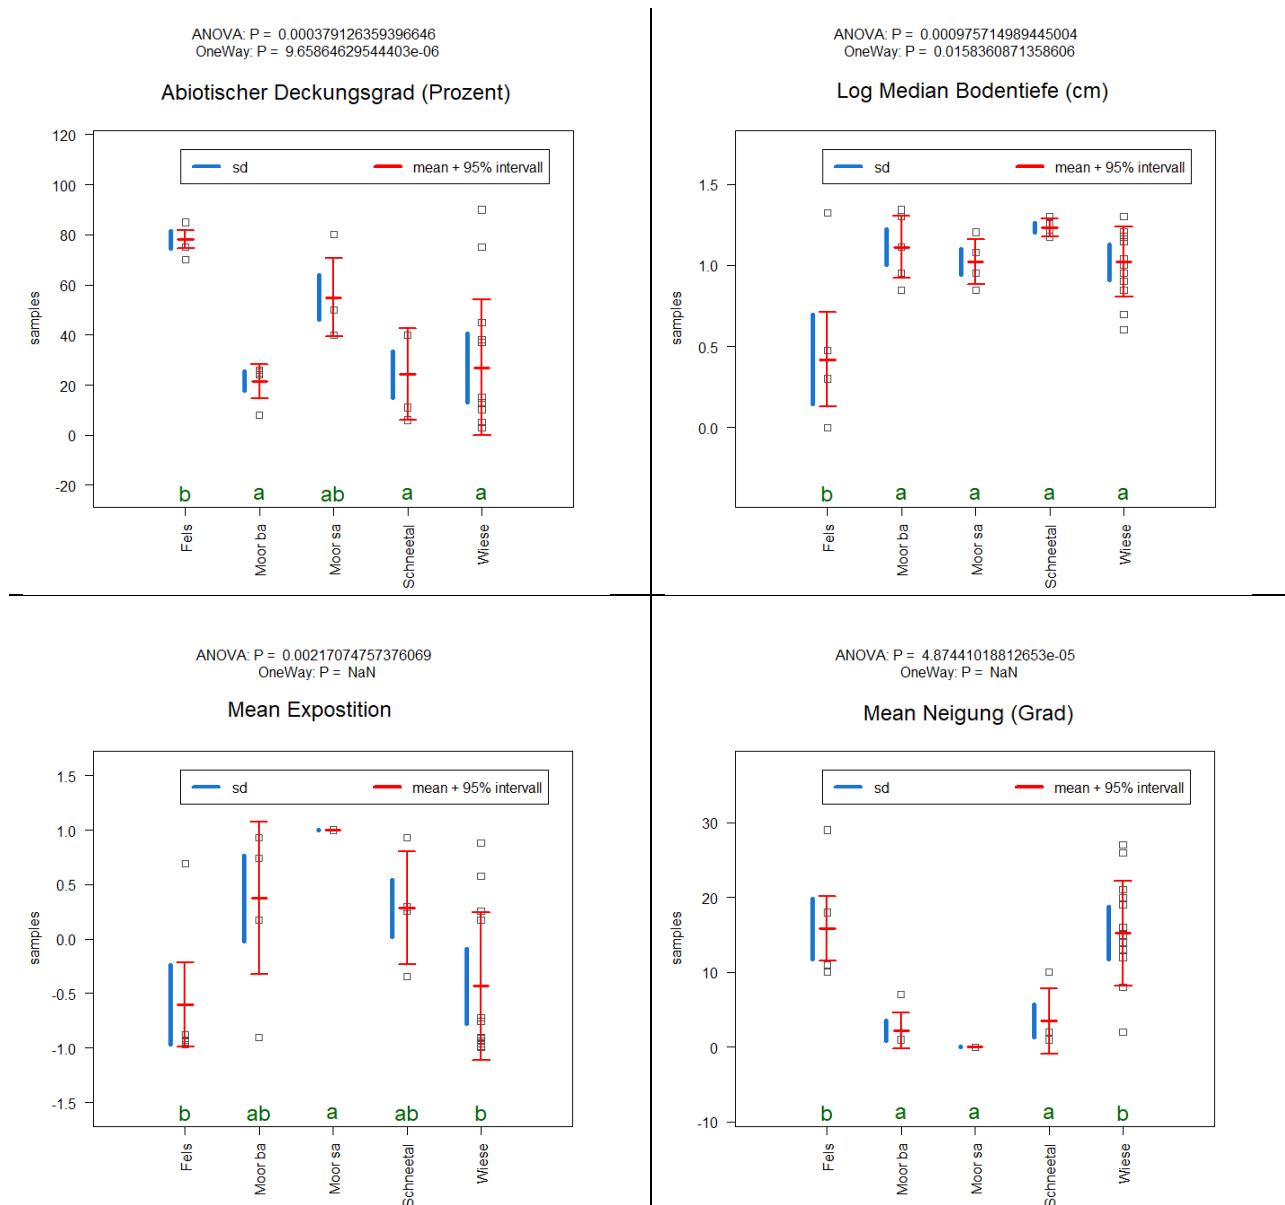 ANOVA: P = 0.000379126359396646
OneWay: P = 9.65864629544403e-06
Abiotischer Deckungsgrad (Prozent)
120
100
80
60
40
20
0
-20
samples
sd
mean + 95% intervall
b a ab a a
Fels
Moor ba
Moor sa
Schneetal
Wiese
ANOVA: P = 0.000975714989445004
OneWay: P = 0.0158360871358606
Log Median Bodentiefe (cm)
1.5
1.0
0.5
0.0
samples
sd
mean + 95% intervall
b a a a a
Fels
Moor ba
Moor sa
Schneetal
Wiese
ANOVA: P = 0.00217074757376069
OneWay: P = NaN
Mean Expostition
1.5
1.0
0.5
0.0
-0.5
-1.0
-1.5
samples
sd
mean + 95% intervall
b ab a ab b
Fels
Moor ba
Moor sa
Schneetal
Wiese
ANOVA: P = 4.87441018812653e-05
OneWay: P = NaN
Mean Neigung (Grad)
30
20
10
0
-10
samples
sd
mean + 95% intervall
b a a a b
Fels
Moor ba
Moor sa
Schneetal
Wiese